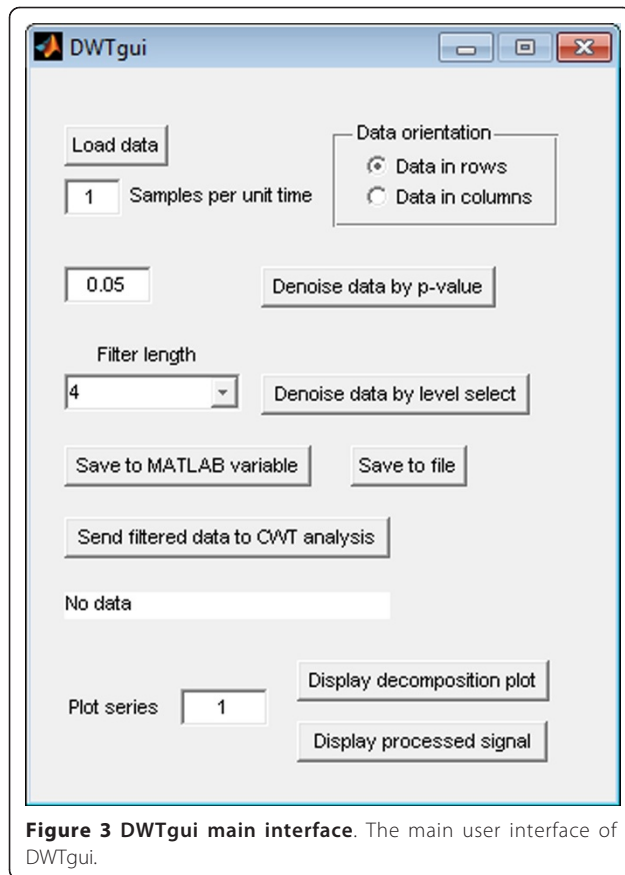 DWTgui
Load data
Data orientation
Data in rows
1 Samples per unit time
Data in columns
0.05 Denoise data by p-value
Filter length
4 Denoise data by level select
Save to MATLAB variable Save to file
Send filtered data to CWT analysis
No data
Display decomposition plot
Plot series 1
Display processed signal
Figure 3 DWTgui main interface. The main user interface of
DWTgui.